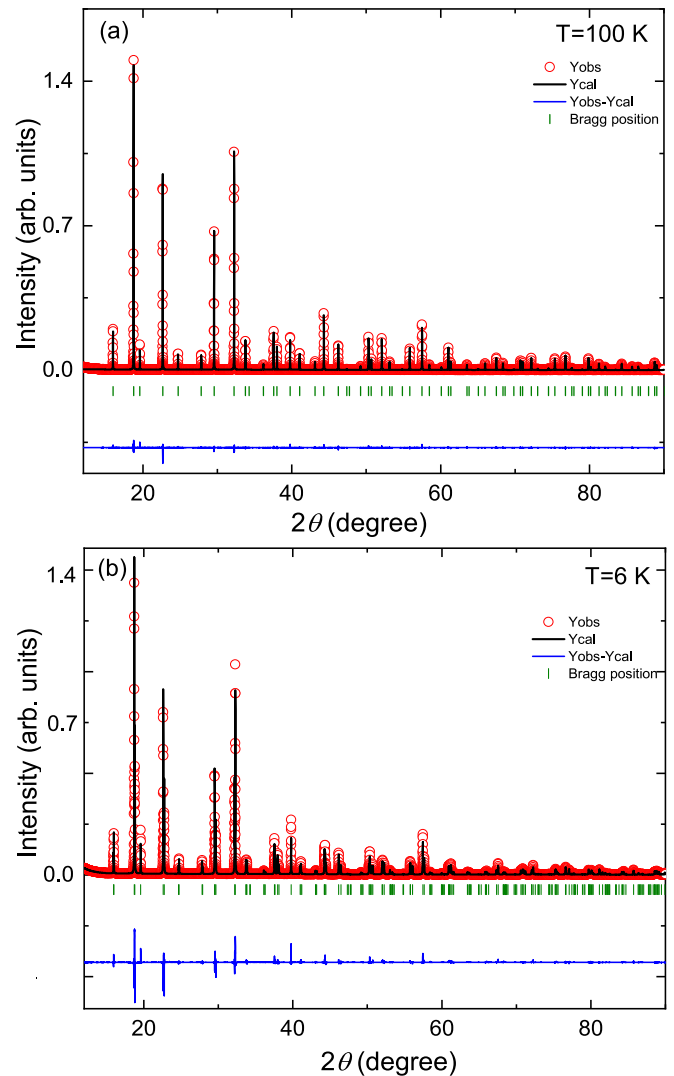 (a)
T=100 K
Yobs
Ycal
Yobs-Ycal
Bragg position
1.4
0.7
0.0
Intensity (arb. units)
20 40 60 80
2θ (degree)
(b)
T=6 K
Yobs
Ycal
Yobs-Ycal
Bragg position
1.4
0.7
0.0
Intensity (arb. units)
20 40 60 80
2θ (degree)